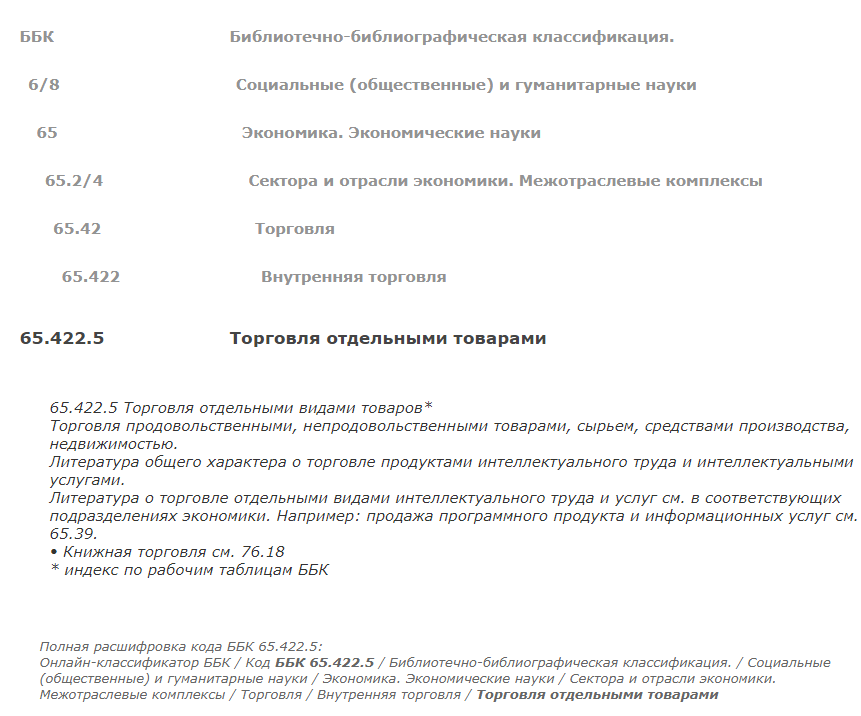 ББК Библиотечно-библиографическая классификация.
6/8 Социальные (общественные) и гуманитарные науки
65 Экономика. Экономические науки
65.2/4 Сектора и отрасли экономики. Межотраслевые комплексы
65.42 Торговля
65.422 Внутренняя торговля
65.422.5 Торговля отдельными товарами
65.422.5 Торговля отдельными видами товаров*
Торговля продовольственными, непродовольственными товарами, сырьем, средствами производства,
недвижимостью.
Литература общего характера о торговле продуктами интеллектуального труда и интеллектуальными
услугами.
Литература о торговле отдельными видами интеллектуального труда и услуг см. в соответствующих
подразделениях экономики. Например: продажа программного продукта и информационных услуг см.
65.39.
• Книжная торговля см. 76.18
* индекс по рабочим таблицам ББК
Полная расшифровка кода ББК 65.422.5:
Онлайн-классификатор ББК / Код ББК 65.422.5 / Библиотечно-библиографическая классификация. / Социальные
(общественные) и гуманитарные науки / Экономика. Экономические науки / Сектора и отрасли экономики.
Межотраслевые комплексы / Торговля / Внутренняя торговля / Торговля отдельными товарами